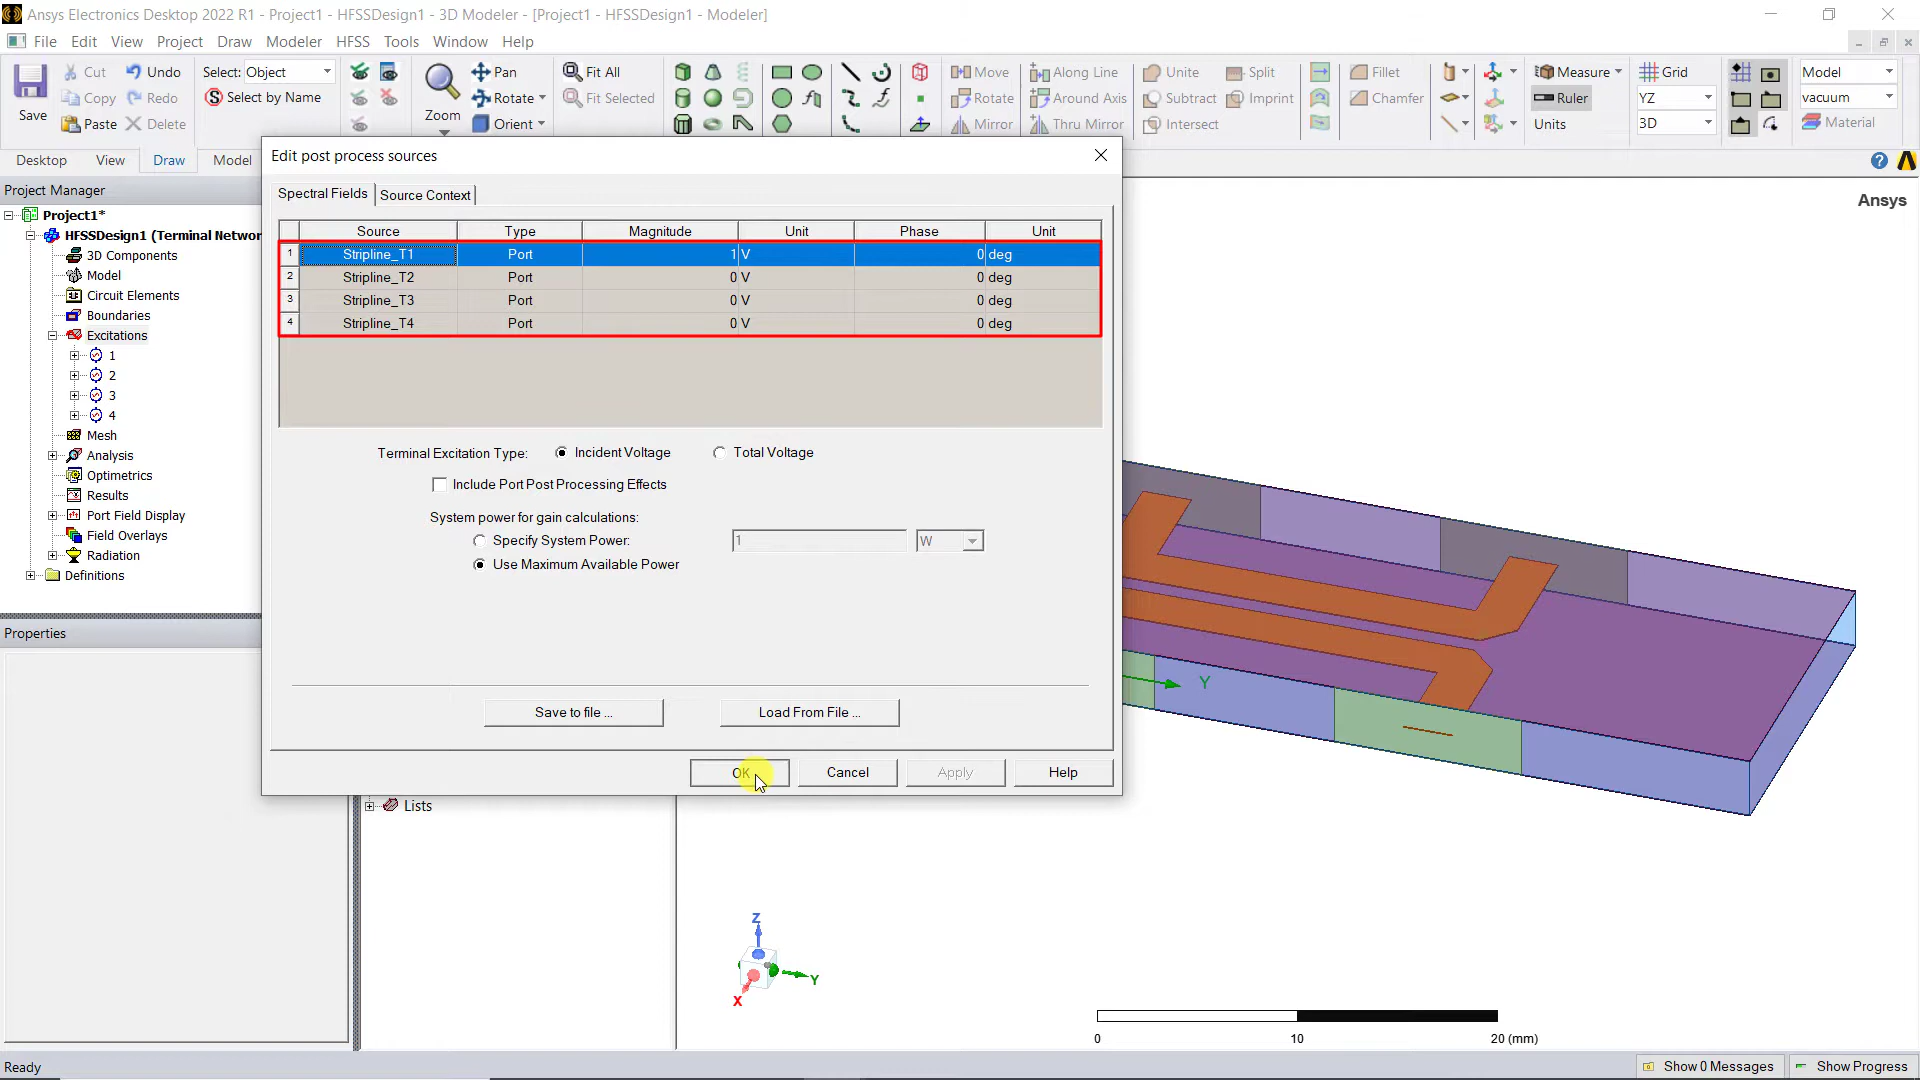 Ansys Electronics Desktop 2022 R1 - Project1 - HFSSDesign1 - 3D Modeler - [Project1 - HFSSDesign1 - Modeler]
File Edit View Project Draw Modeler HFSS Tools Window Help
Save
Cut Undo
Copy Redo
Paste Delete
Select: Object
Select by Name
Zoom
Pan
Rotate
Orient
Fit All
Fit Selected
Move Along Line Unite Split Fillet
Rotate Around Axis Subtract Imprint Chamfer
Mirror Thru Mirror Intersect
Measure Grid Model
Ruler YZ vacuum
Units 3D Material
Desktop View Draw Model
Project Manager
Project1*
HFSSDesign1 (Terminal Networ
3D Components
Model
Circuit Elements
Boundaries
Excitations
1
2
3
4
Mesh
Analysis
Optimetrics
Results
Port Field Display
Field Overlays
Radiation
Definitions
Properties
Edit post process sources
Spectral Fields Source Context
Source Type Magnitude Unit Phase Unit
1 Stripline_T1 Port 1 V 0 deg
2 Stripline_T2 Port 0 V 0 deg
3 Stripline_T3 Port 0 V 0 deg
4 Stripline_T4 Port 0 V 0 deg
Terminal Excitation Type: Incident Voltage Total Voltage
Include Port Post Processing Effects
System power for gain calculations:
Specify System Power: 1 W
Use Maximum Available Power
Save to file ... Load From File ...
OK Cancel Apply Help
Lists
Ansys
Y
Z
Y
X
0 10 20 (mm)
Ready Show 0 Messages Show Progress